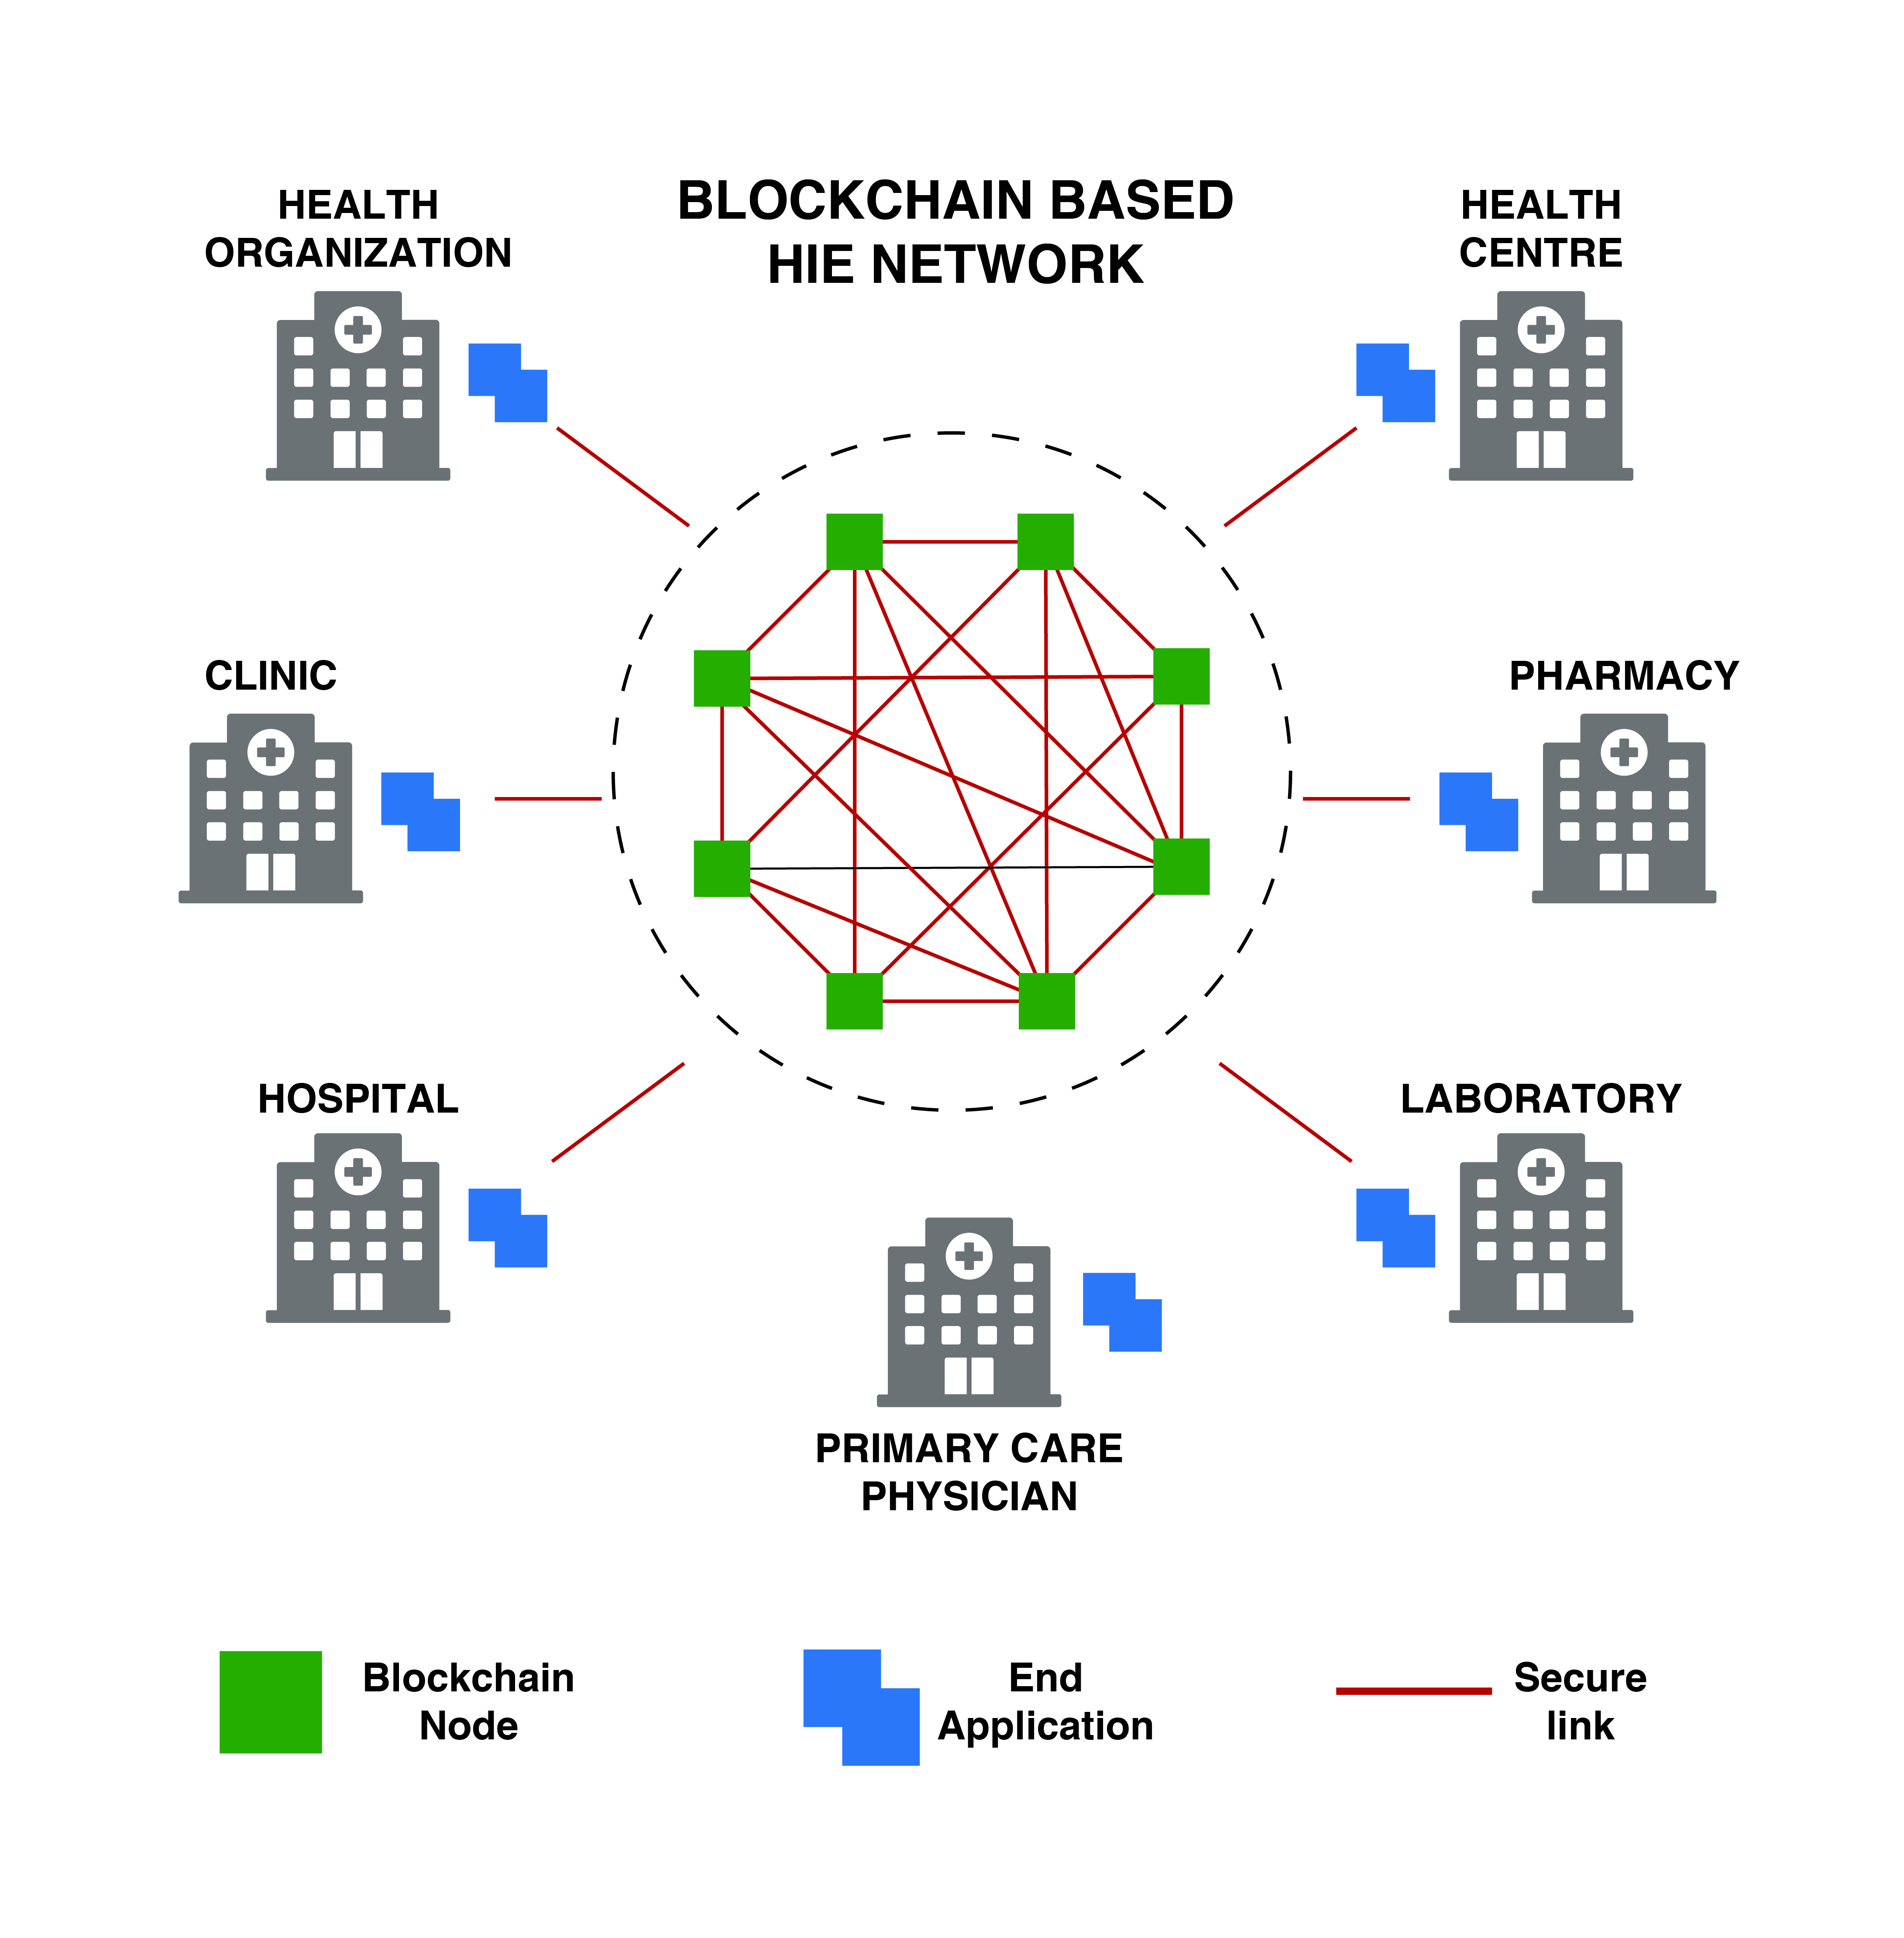 BLOCKCHAIN BASED
HIE NETWORK
HEALTH
ORGANIZATION
HEALTH
CENTRE
CLINIC
PHARMACY
HOSPITAL
LABORATORY
PRIMARY CARE
PHYSICIAN
Blockchain
Node
End
Application
Secure
link